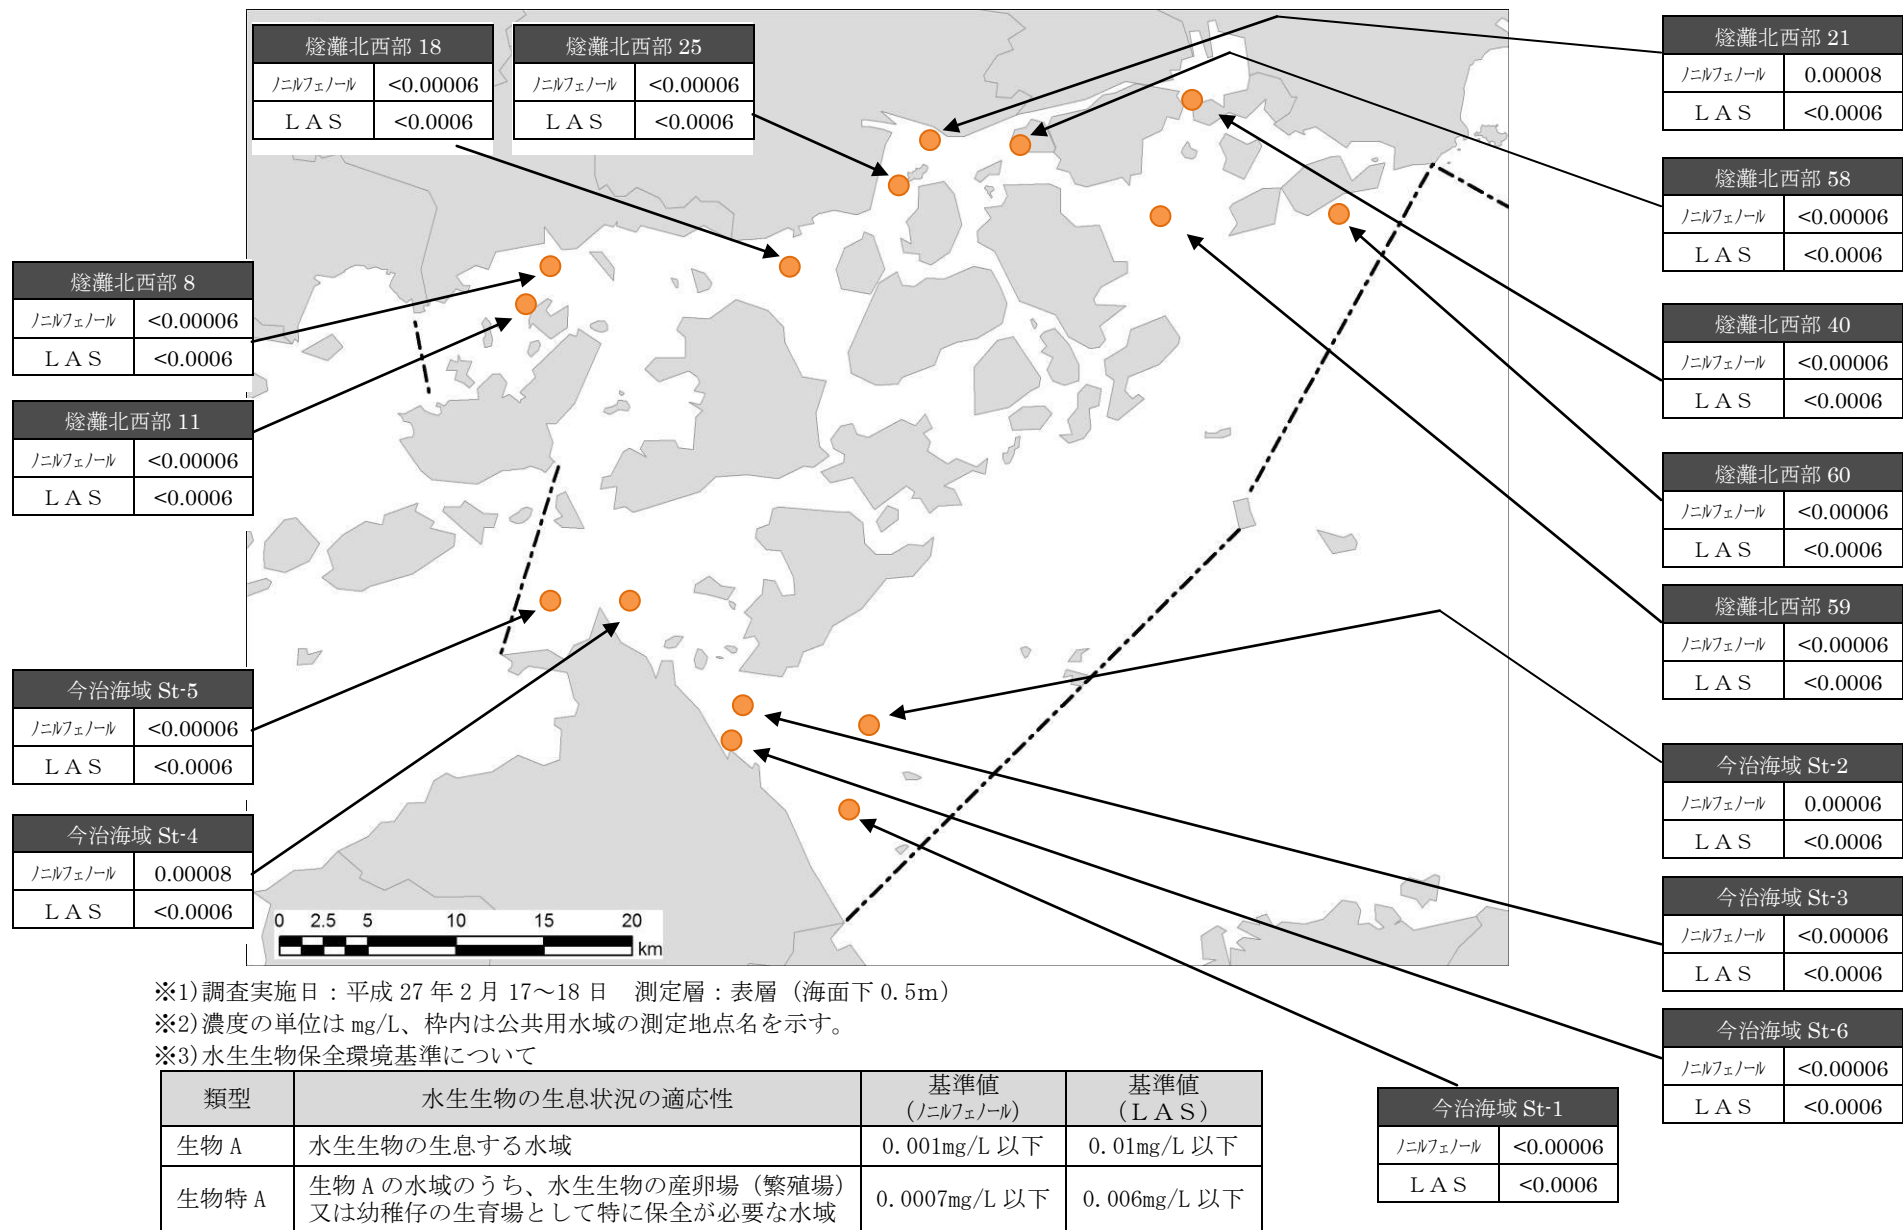 燧灘北西部 18
ノニルフェノール <0.00006
ＬＡＳ <0.0006
燧灘北西部 25
ノニルフェノール <0.00006
ＬＡＳ <0.0006
燧灘北西部 21
ノニルフェノール 0.00008
ＬＡＳ <0.0006
燧灘北西部 58
ノニルフェノール <0.00006
ＬＡＳ <0.0006
燧灘北西部 8
ノニルフェノール <0.00006
ＬＡＳ <0.0006
燧灘北西部 40
ノニルフェノール <0.00006
ＬＡＳ <0.0006
燧灘北西部 11
ノニルフェノール <0.00006
ＬＡＳ <0.0006
燧灘北西部 60
ノニルフェノール <0.00006
ＬＡＳ <0.0006
燧灘北西部 59
ノニルフェノール <0.00006
ＬＡＳ <0.0006
今治海域 St-5
ノニルフェノール <0.00006
ＬＡＳ <0.0006
今治海域 St-2
ノニルフェノール 0.00006
ＬＡＳ <0.0006
今治海域 St-4
ノニルフェノール 0.00008
ＬＡＳ <0.0006
今治海域 St-3
ノニルフェノール <0.00006
ＬＡＳ <0.0006
今治海域 St-6
ノニルフェノール <0.00006
ＬＡＳ <0.0006
今治海域 St-1
ノニルフェノール <0.00006
ＬＡＳ <0.0006
0 2.5 5 10 15 20
km
※1)調査実施日：平成 27 年 2 月 17～18 日　測定層：表層（海面下 0.5m）
※2)濃度の単位は mg/L、枠内は公共用水域の測定地点名を示す。
※3)水生生物保全環境基準について
類型 水生生物の生息状況の適応性 基準値（ノニルフェノール） 基準値（ＬＡＳ）
生物 A 水生生物の生息する水域 0.001mg/L 以下 0.01mg/L 以下
生物特 A 生物 A の水域のうち、水生生物の産卵場（繁殖場） 0.0007mg/L 以下 0.006mg/L 以下
又は幼稚仔の生育場として特に保全が必要な水域